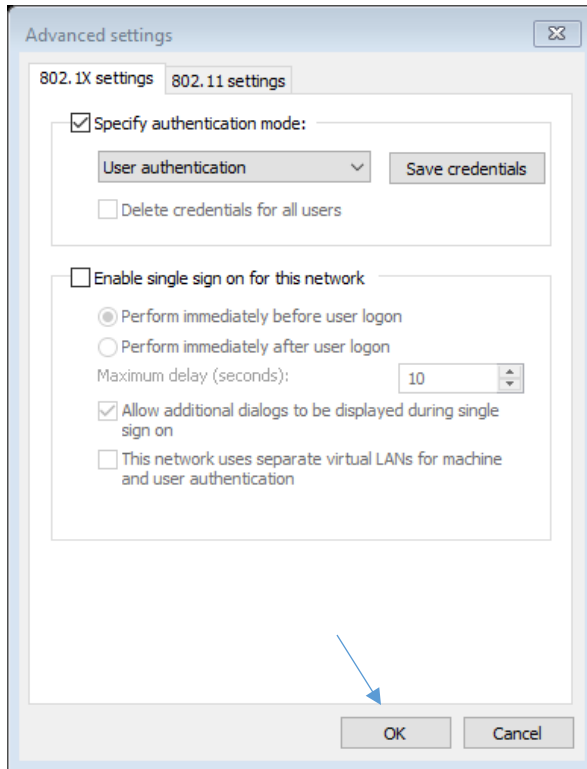 Advanced settings
802.1X settings
802.11 settings
Specify authentication mode:
User authentication
Save credentials
Delete credentials for all users
Enable single sign on for this network
Perform immediately before user logon
Perform immediately after user logon
Maximum delay (seconds):
10
Allow additional dialogs to be displayed during single
sign on
This network uses separate virtual LANs for machine
and user authentication
OK
Cancel